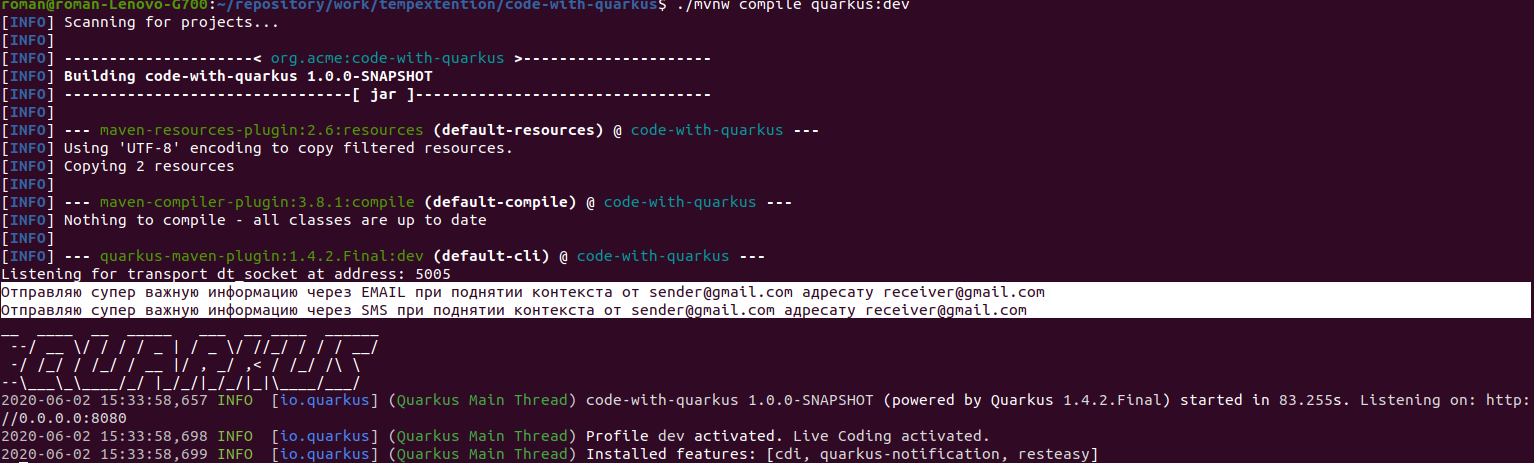 roman@roman-Lenovo-G700:~/repository/work/tempextention/code-with-quarkus$ ./mvnw compile quarkus:dev
[INFO] Scanning for projects...
[INFO]
[INFO] ---------------------< org.acme:code-with-quarkus >---------------------
[INFO] Building code-with-quarkus 1.0.0-SNAPSHOT
[INFO] --------------------------------[ jar ]---------------------------------
[INFO]
[INFO] --- maven-resources-plugin:2.6:resources (default-resources) @ code-with-quarkus ---
[INFO] Using 'UTF-8' encoding to copy filtered resources.
[INFO] Copying 2 resources
[INFO]
[INFO] --- maven-compiler-plugin:3.8.1:compile (default-compile) @ code-with-quarkus ---
[INFO] Nothing to compile - all classes are up to date
[INFO]
[INFO] --- quarkus-maven-plugin:1.4.2.Final:dev (default-cli) @ code-with-quarkus ---
Listening for transport dt_socket at address: 5005
Отправляю супер важную информацию через EMAIL при поднятии контекста от sender@gmail.com адресату receiver@gmail.com
Отправляю супер важную информацию через SMS при поднятии контекста от sender@gmail.com адресату receiver@gmail.com
__  ____  __  _____   ___  __ ____  ______
 --/ __ \/ / / / _ | / _ \/ //_/ / / / __/
 -/ /_/ / /_/ / __ |/ , _/ ,< / /_/ /\ \
--\___\_\____/_/ |_/_/|_/_/|_|\____/___/
2020-06-02 15:33:58,657 INFO  [io.quarkus] (Quarkus Main Thread) code-with-quarkus 1.0.0-SNAPSHOT (powered by Quarkus 1.4.2.Final) started in 83.255s. Listening on: http:
//0.0.0.0:8080
2020-06-02 15:33:58,698 INFO  [io.quarkus] (Quarkus Main Thread) Profile dev activated. Live Coding activated.
2020-06-02 15:33:58,699 INFO  [io.quarkus] (Quarkus Main Thread) Installed features: [cdi, quarkus-notification, resteasy]